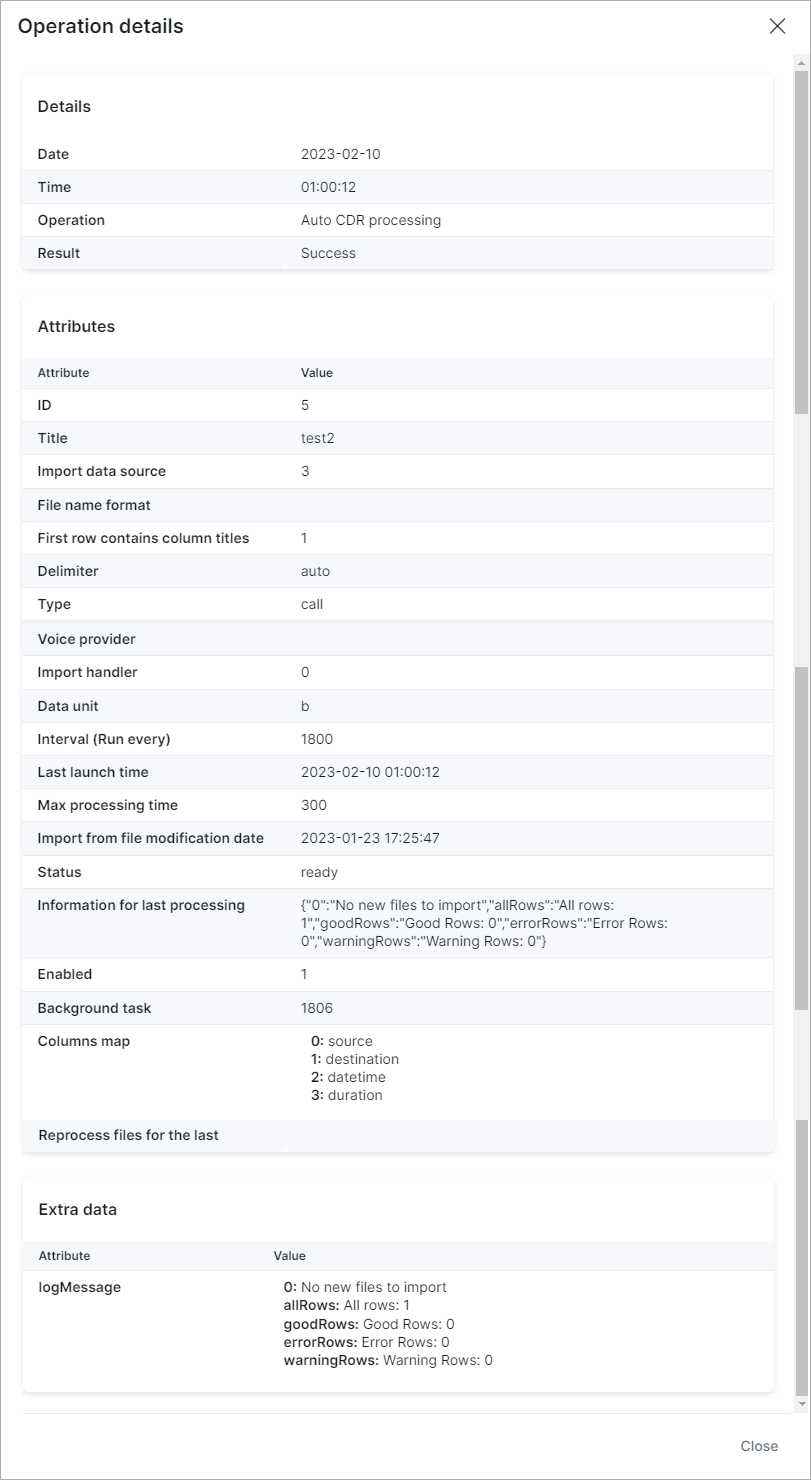 Operation details
Details
Date 2023-02-10
Time 01:00:12
Operation Auto CDR processing
Result Success
Attributes
Attribute Value
ID 5
Title test2
Import data source 3
File name format
First row contains column titles 1
Delimiter auto
Type call
Voice provider
Import handler 0
Data unit b
Interval (Run every) 1800
Last launch time 2023-02-10 01:00:12
Max processing time 300
Import from file modification date 2023-01-23 17:25:47
Status ready
Information for last processing {"0":"No new files to import","allRows":"All rows:
1","goodRows":"Good Rows: 0","errorRows":"Error Rows:
0","warningRows":"Warning Rows: 0"}
Enabled 1
Background task 1806
Columns map 0: source
1: destination
2: datetime
3: duration
Reprocess files for the last
Extra data
Attribute Value
logMessage 0: No new files to import
allRows: All rows: 1
goodRows: Good Rows: 0
errorRows: Error Rows: 0
warningRows: Warning Rows: 0
Close